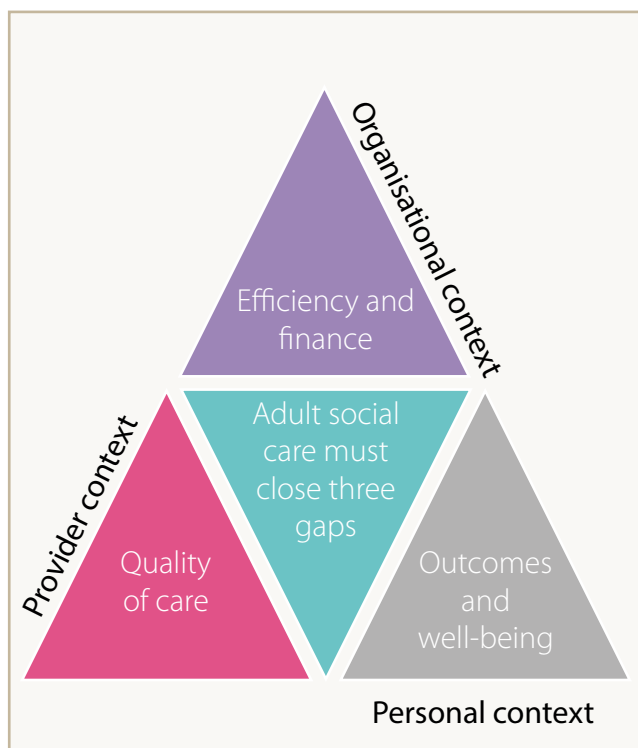 Organisational context
Efficiency and
finance
Provider context
Adult social
care must
close three
gaps
Quality
of care
Outcomes
and
well-being
Personal context